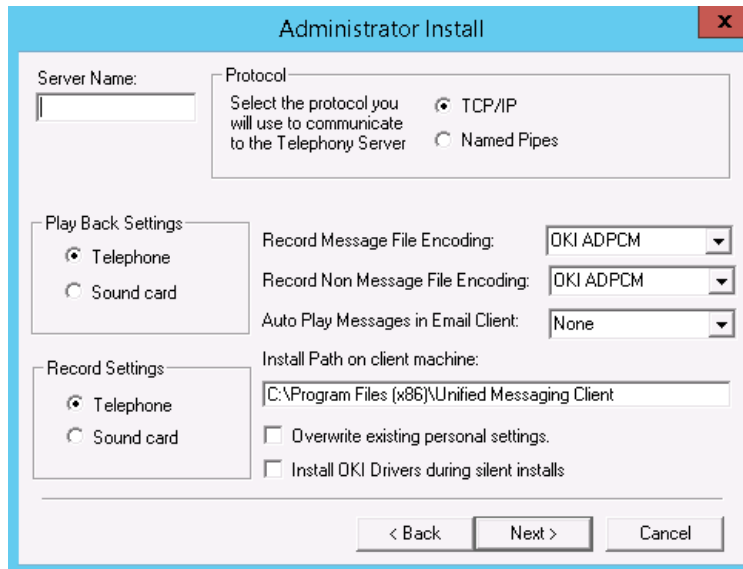 Administrator Install
x
Server Name:
Protocol
Select the protocol you
will use to communicate
to the Telephony Server
TCP/IP
Named Pipes
Play Back Settings
Telephone
Sound card
Record Message File Encoding:
OKI ADPCM
Record Non Message File Encoding:
OKI ADPCM
Auto Play Messages in Email Client:
None
Record Settings
Telephone
Sound card
Install Path on client machine:
C:\Program Files (x86)\Unified Messaging Client
Overwrite existing personal settings.
Install OKI Drivers during silent installs
< Back
Next >
Cancel